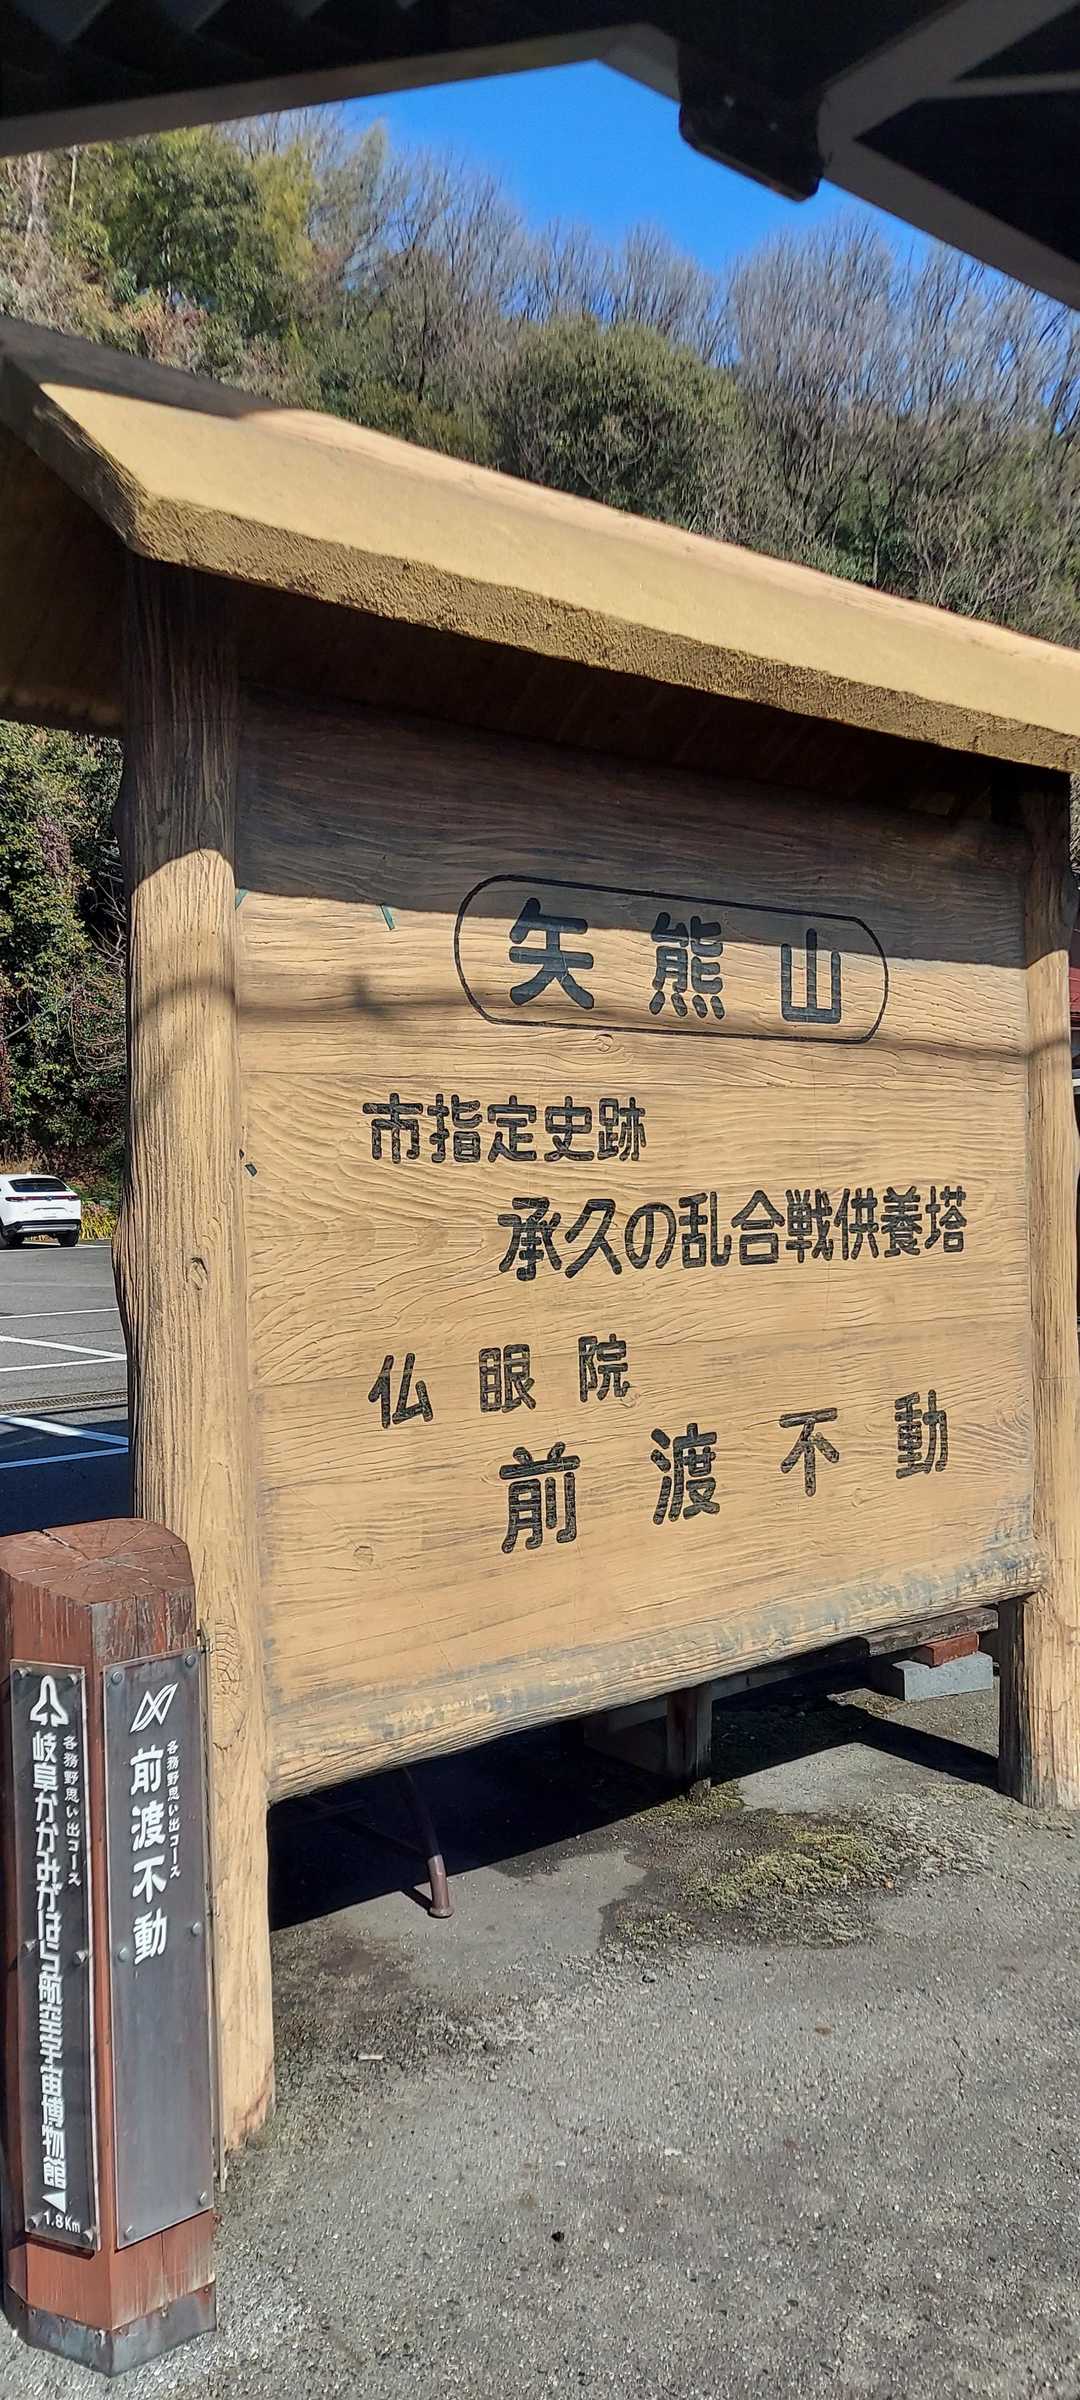 矢熊山
市指定史跡
承久の乱合戦供養塔
仏眼院
前渡不動
各務野思い出コース
前渡不動
各務野思い出コース
岐阜かかみがはら航空宇宙博物館
1.8Km